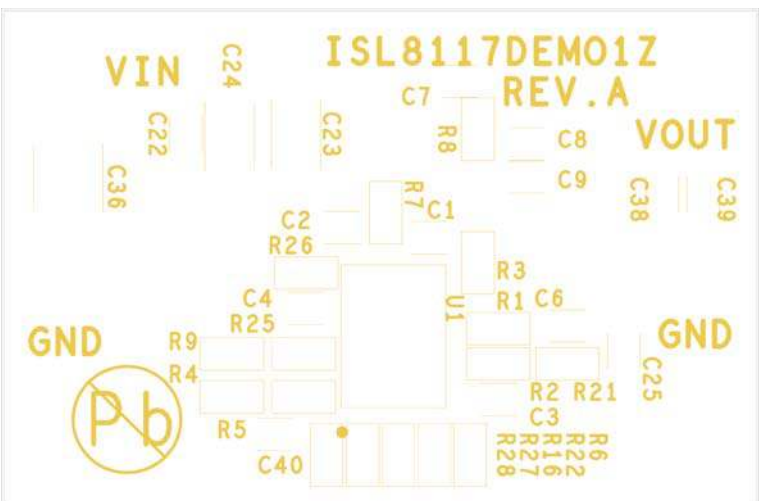 ISL8117DEMO1Z
REV.A
VIN
C24
C7
C22
C23
R8
C8
VOUT
C36
C9
C38
C39
R7
C2
C1
R26
R3
C4
U1
R1
C6
R25
GND
R9
GND
R4
C25
Pb
R2
R21
R5
C3
C40
R28
R27
R16
R22
R6